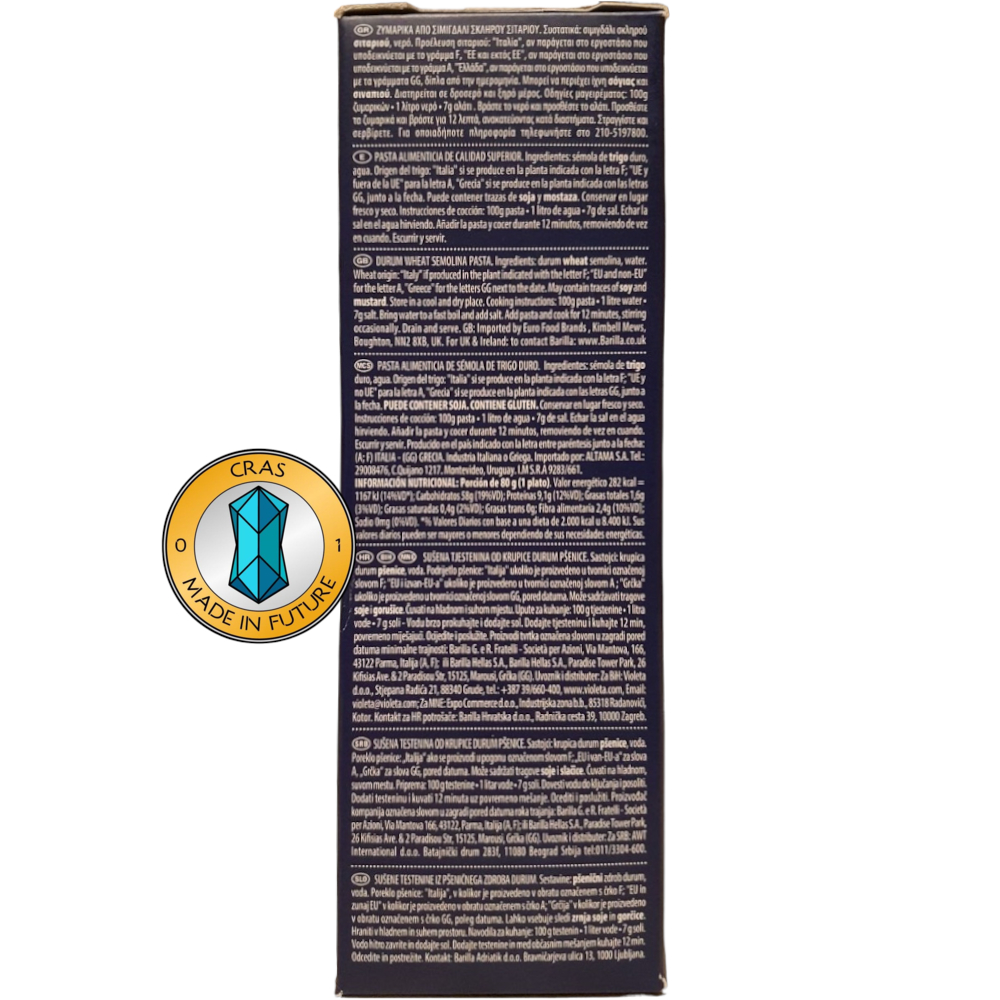 GR ΖΥΜΑΡΙΚΑ ΑΠΟ ΣΙΜΙΓΔΑΛΙ ΣΚΛΗΡΟΥ ΣΙΤΑΡΙΟΥ. Συστατικά: σιμιγδάλι σκληρού
σιταριού, νερό. Προέλευση σιταριού: "Ιταλία", αν παράγεται στο εργοστάσιο που
υποδεικνύεται με το γράμμα F, "ΕΕ και εκτός ΕΕ", αν παράγεται στο εργοστάσιο που
υποδεικνύεται με το γράμμα Α, "Ελλάδα", αν παράγεται στο εργοστάσιο που υποδεικνύεται
με τα γράμματα GG, δίπλα από την ημερομηνία. Μπορεί να περιέχει ίχνη σόγιας και
σιναπιού. Διατηρείται σε δροσερό και ξηρό μέρος. Οδηγίες μαγειρέματος: 100g
ζυμαρικών • 1 λίτρο νερό • 7g αλάτι. Βράστε το νερό και προσθέστε το αλάτι. Προσθέστε
τα ζυμαρικά και βράστε για 12 λεπτά, ανακατεύοντας κατά διαστήματα. Στραγγίστε και
σερβίρετε. Για οποιαδήποτε πληροφορία τηλεφωνήστε στο 210-5197800.
E PASTA ALIMENTICIA DE CALIDAD SUPERIOR. Ingredientes: sémola de trigo duro,
agua. Origen del trigo: "Italia" si se produce en la planta indicada con la letra F; "UE y
fuera de la UE" para la letra A, "Grecia" si se produce en la planta indicada con las letras
GG, junto a la fecha. Puede contener trazas de soja y mostaza. Conservar en lugar
fresco y seco. Instrucciones de cocción: 100g pasta • 1 litro de agua • 7g de sal. Echar la
sal en el agua hirviendo. Añadir la pasta y cocer durante 12 minutos, removiendo de vez
en cuando. Escurrir y servir.
GB DURUM WHEAT SEMOLINA PASTA. Ingredients: durum wheat semolina, water.
Wheat origin: "Italy" if produced in the plant indicated with the letter F; "EU and non-EU"
for the letter A, "Greece" for the letters GG next to the date. May contain traces of soy and
mustard. Store in a cool and dry place. Cooking instructions: 100g pasta • 1 litre water •
7g salt. Bring water to a fast boil and add salt. Add pasta and cook for 12 minutes, stirring
occasionally. Drain and serve. GB: Imported by Euro Food Brands, Kimbell Mews,
Boughton, NN2 8XB, UK. For UK & Ireland: to contact Barilla: www.Barilla.co.uk
MCS PASTA ALIMENTICIA DE SÉMOLA DE TRIGO DURO. Ingredientes: sémola de trigo
duro, agua. Origen del trigo: "Italia" si se produce en la planta indicada con la letra F; "UE y
no UE" para la letra A, "Grecia" si se produce en la planta indicada con las letras GG, junto a
la fecha. PUEDE CONTENER SOJA. CONTIENE GLUTEN. Conservar en lugar fresco y seco.
Instrucciones de cocción: 100g pasta • 1 litro de agua • 7g de sal. Echar la sal en el agua
hirviendo. Añadir la pasta y cocer durante 12 minutos, removiendo de vez en cuando.
Escurrir y servir. Producido en el país indicado con la letra entre paréntesis junto a la fecha:
(A; F) ITALIA - (GG) GRECIA. Industria Italiana o Griega. Importado por: ALTAMA S.A. Tel.:
29008476, C.Quijano 1217. Montevideo, Uruguay. I.M S.R.A 9283/661.
INFORMACIÓN NUTRICIONAL: Porción de 80 g (1 plato). Valor energético 282 kcal =
1167 kJ (14%VD*); Carbohidratos 58g (19%VD); Proteínas 9,1g (12%VD); Grasas totales 1,6g
(3%VD); Grasas saturadas 0,4g (2%VD); Grasas trans 0g; Fibra alimentaria 2,4g (10%VD);
Sodio 0mg (0%VD). *% Valores Diarios con base a una dieta de 2.000 kcal u 8.400 kJ. Sus
valores diarios pueden ser mayores o menores dependiendo de sus necesidades energéticas.
HR BIH MNE SUŠENA TJESTENINA OD KRUPICE DURUM PŠENICE. Sastojci: krupica
durum pšenice, voda. Podrijetlo pšenice: "Italija" ukoliko je proizvedeno u tvornici označenoj
slovom F; "EU i izvan-EU-a" ukoliko je proizvedeno u tvornici označenoj slovom A; "Grčka"
ukoliko je proizvedeno u tvornici označenoj slovom GG, pored datuma. Može sadržavati tragove
soje i gorušice. Čuvati na hladnom i suhom mjestu. Upute za kuhanje: 100 g tjestenine • 1 litra
vode • 7 g soli - Vodu brzo prokuhajte i dodajte sol. Dodajte tjesteninu i kuhajte 12 min,
povremeno miješajući. Ocijedite i poslužite. Proizvodi tvrtka označena slovom u zagradi pored
datuma minimalne trajnosti: Barilla G. e R. Fratelli - Società per Azioni, Via Mantova, 166,
43122 Parma, Italija (A, F); ili Barilla Hellas S.A., Barilla Hellas S.A., Paradise Tower Park, 26
Kifisias Ave. & 2 Paradisou Str, 15125, Marousi, Grčka (GG). Uvoznik i distributer: Za BiH: Violeta
d.o.o., Stjepana Radića 21, 88340 Grude, tel.: +387 39/660-400, www.violeta.com, Email:
violeta@violeta.com; Za MNE: Expo Commerce d.o.o., Industrijska zona b.b., 85318 Radanovići,
Kotor. Kontakt za HR potrošače: Barilla Hrvatska d.o.o., Radnička cesta 39, 10000 Zagreb.
SRB SUŠENA TESTENINA OD KRUPICE DURUM PŠENICE. Sastojci: krupica durum pšenice, voda.
Poreklo pšenice: „Italija" ako se proizvodi u pogonu označenom slovom F; „EU i van-EU-a" za slova
A, „Grčka" za slova GG, pored datuma. Može sadržati tragove soje i slačice. Čuvati na hladnom,
suvom mestu. Priprema: 100 g testenine • 1 litar vode • 7 g soli. Dovesti vodu do ključanja i posoliti.
Dodati testeninu i kuvati 12 minuta uz povremeno mešanje. Ocediti i poslužiti. Proizvođač:
kompanija označena slovom u zagradi pored datuma roka trajanja: Barilla G. e R. Fratelli - Società
per Azioni, Via Mantova 166, 43122, Parma, Italija (A, F); ili Barilla Hellas S.A., Paradise Tower Park,
26 Kifisias Ave. & 2 Paradisou Str, 15125, Marousi, Grčka (GG). Uvoznik i distributer: Za SRB: AWT
International d.o.o. Batajnički drum 283f, 11080 Beograd Srbija tel:011/3304-600.
SLO SUŠENE TESTENINE IZ PŠENIČNEGA ZDROBA DURUM. Sestavine: pšenični zdrob durum,
voda. Poreklo pšenice: "Italija", v kolikor je proizvedeno v obratu označenem s črko F; "EU in
zunaj EU" v kolikor je proizvedeno v obratu označenem s črko A; "Grčija" v kolikor je proizvedeno
v obratu označenem s črko GG, poleg datuma. Lahko vsebuje sledi zrnja soje in gorčice.
Hraniti v hladnem in suhem prostoru. Navodila za kuhanje: 100 g testenin • 1 liter vode • 7 g soli.
Vodo hitro zavrite in dodajte sol. Dodajte testenine in med občasnim mešanjem kuhajte 12 min.
Odcedite in postrežite. Kontakt: Barilla Adriatik d.o.o. Bravničarjeva ulica 13, 1000 Ljubljana.
CRAS
0 1
MADE IN FUTURE